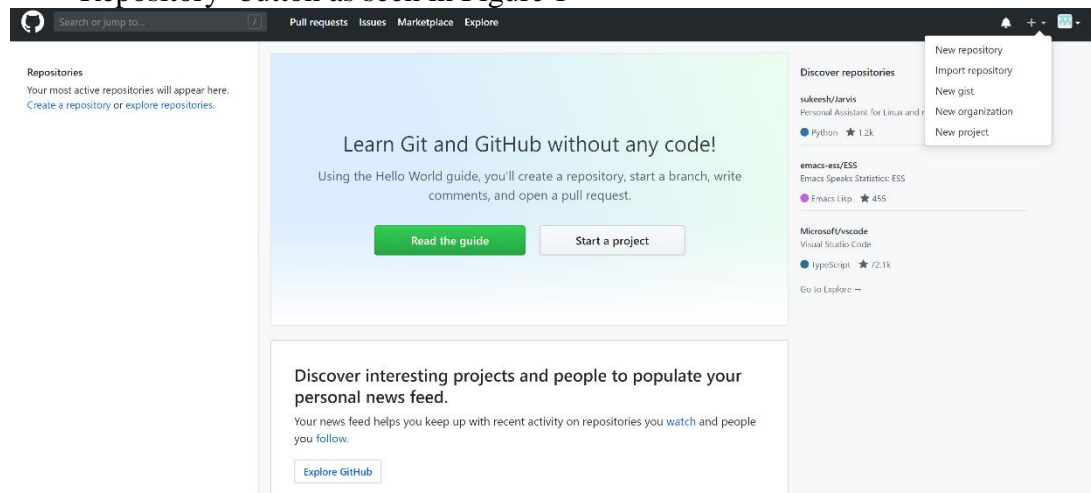 Repository' button as seen in Figure 1
Search or jump to...
/
Pull requests Issues Marketplace Explore
New repository
Import repository
New gist
New organization
New project
Repositories
Your most active repositories will appear here.
Create a repository or explore repositories.
Learn Git and GitHub without any code!
Using the Hello World guide, you'll create a repository, start a branch, write
comments, and open a pull request.
Read the guide
Start a project
Discover interesting projects and people to populate your
personal news feed.
Your news feed helps you keep up with recent activity on repositories you watch and people
you follow.
Explore GitHub
Discover repositories
sukeesh/Jarvis
Personal Assistant for Linux and
Python 1.2k
emacs-ess/ESS
Emacs Speaks Statistics: ESS
Emacs Lisp 455
Microsoft/vscode
Visual Studio Code
TypeScript 72.1k
Go to Explore →